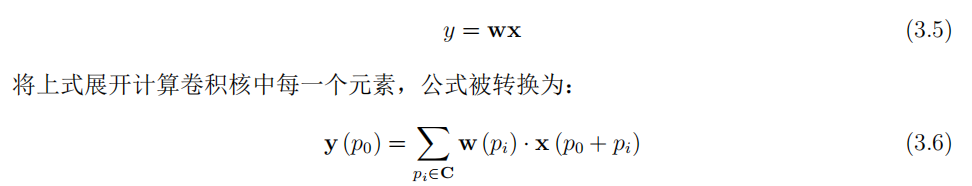 y = wx (3.5)
将上式展开计算卷积核中每一个元素，公式被转换为：
y (p₀) = ∑_{pᵢ∈C} w (pᵢ) · x (p₀ + pᵢ) (3.6)